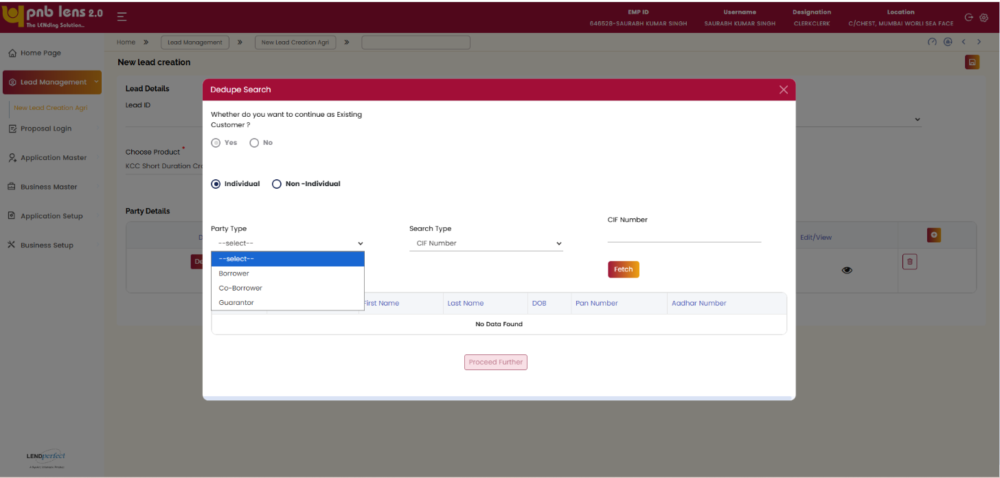 pnb lens 2.0
The LENding Solution..
EMP ID
646528-SAURABH KUMAR SINGH
Username
SAURABH KUMAR SINGH
Designation
CLERKCLERK
Location
C/CHEST, MUMBAI WORLI SEA FACE
Home » Lead Management » New Lead Creation Agri »
Home Page
Lead Management
New Lead Creation Agri
Proposal Login
Application Master
Business Master
Application Setup
Business Setup
New lead creation
Lead Details
Lead ID
Choose Product *
KCC Short Duration Cro
Party Details
D
De
Edit/View
Dedupe Search
Whether do you want to continue as Existing
Customer ?
Yes No
Individual Non -Individual
Party Type
--select--
--select--
Borrower
Co-Borrower
Guarantor
Search Type
CIF Number
CIF Number
Fetch
First Name Last Name DOB Pan Number Aadhar Number
No Data Found
Proceed Further
LENDperfect